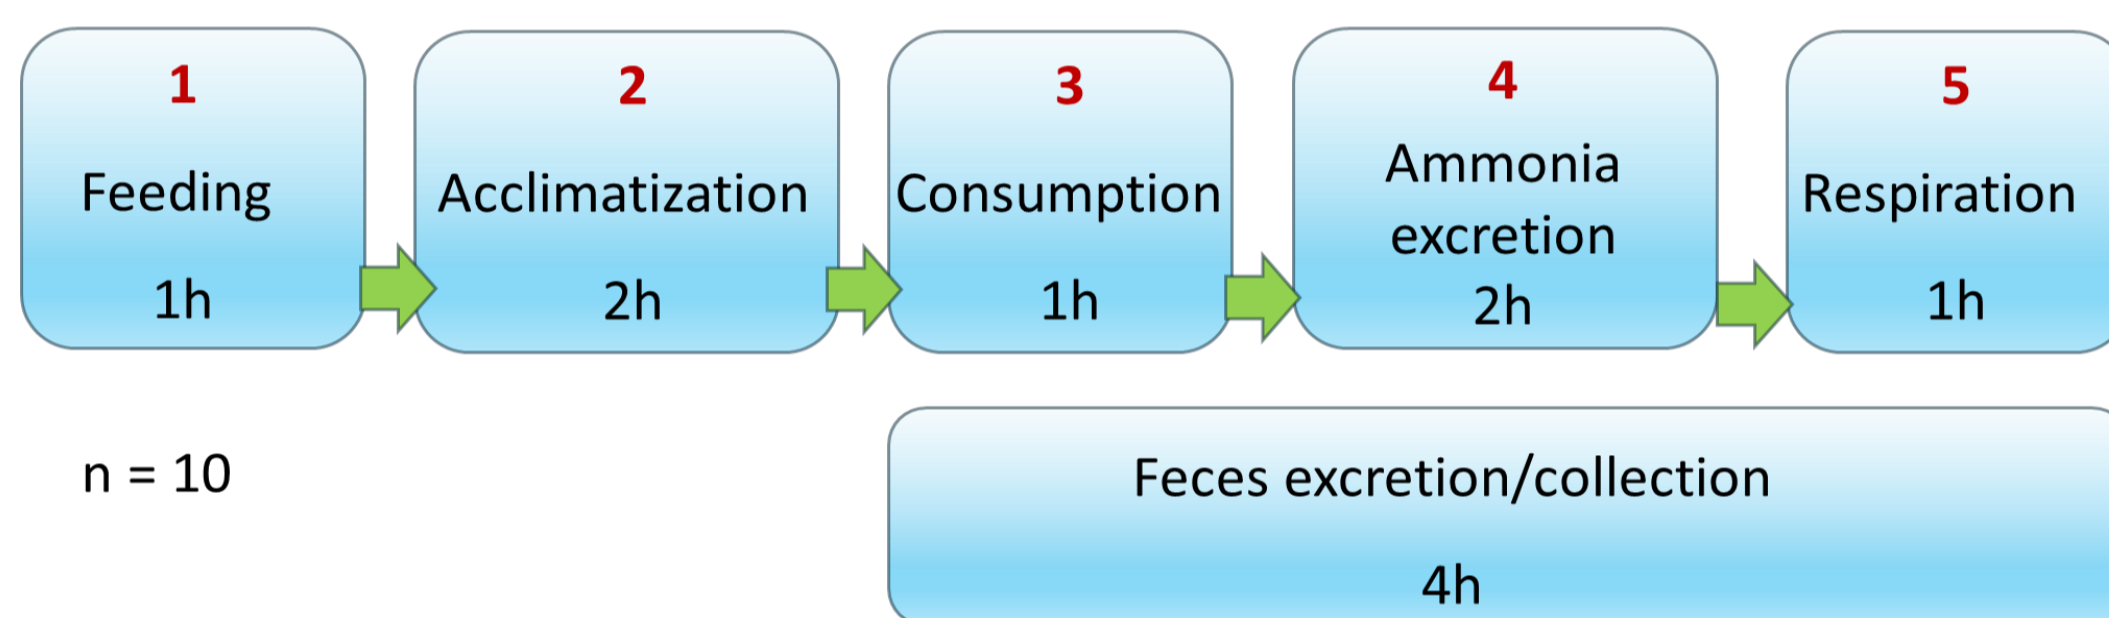 1
Feeding
1h
2
Acclimatization
2h
3
Consumption
1h
4
Ammonia
excretion
2h
5
Respiration
1h
n = 10
Feces excretion/collection
4h